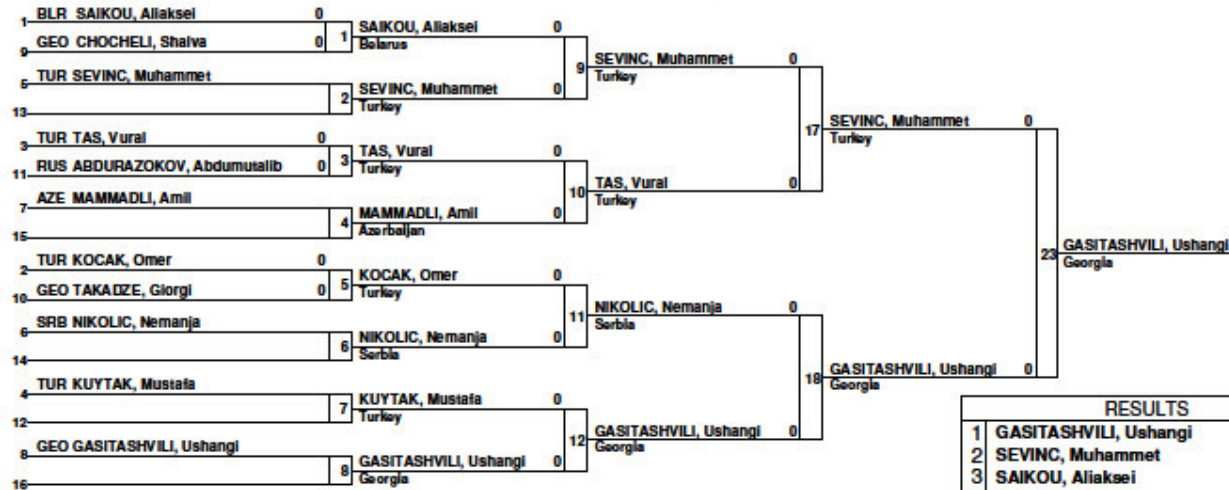 1 BLR SAIKOU, Aliaksei 0
9 GEO CHOCHELI, Shalva 0
1 SAIKOU, Aliaksei 0
Belarus
5 TUR SEVINC, Muhammet
13
2 SEVINC, Muhammet 0
Turkey
9 SEVINC, Muhammet 0
Turkey
3 TUR TAS, Vural 0
11 RUS ABDURAZOKOV, Abdumutalib 0
3 TAS, Vural 0
Turkey
7 AZE MAMMADLI, Amil
15
4 MAMMADLI, Amil 0
Azerbaijan
10 TAS, Vural 0
Turkey
17 SEVINC, Muhammet 0
Turkey
2 TUR KOCAK, Omer 0
10 GEO TAKADZE, Giorgi 0
5 KOCAK, Omer 0
Turkey
6 SRB NIKOLIC, Nemanja
14
6 NIKOLIC, Nemanja 0
Serbia
11 NIKOLIC, Nemanja 0
Serbia
4 TUR KUYTAK, Mustafa
12
7 KUYTAK, Mustafa 0
Turkey
8 GEO GASITASHVILI, Ushangi
16
8 GASITASHVILI, Ushangi 0
Georgia
12 GASITASHVILI, Ushangi 0
Georgia
18 GASITASHVILI, Ushangi 0
Georgia
23 GASITASHVILI, Ushangi
Georgia
RESULTS
1 GASITASHVILI, Ushangi
2 SEVINC, Muhammet
3 SAIKOU, Aliaksei